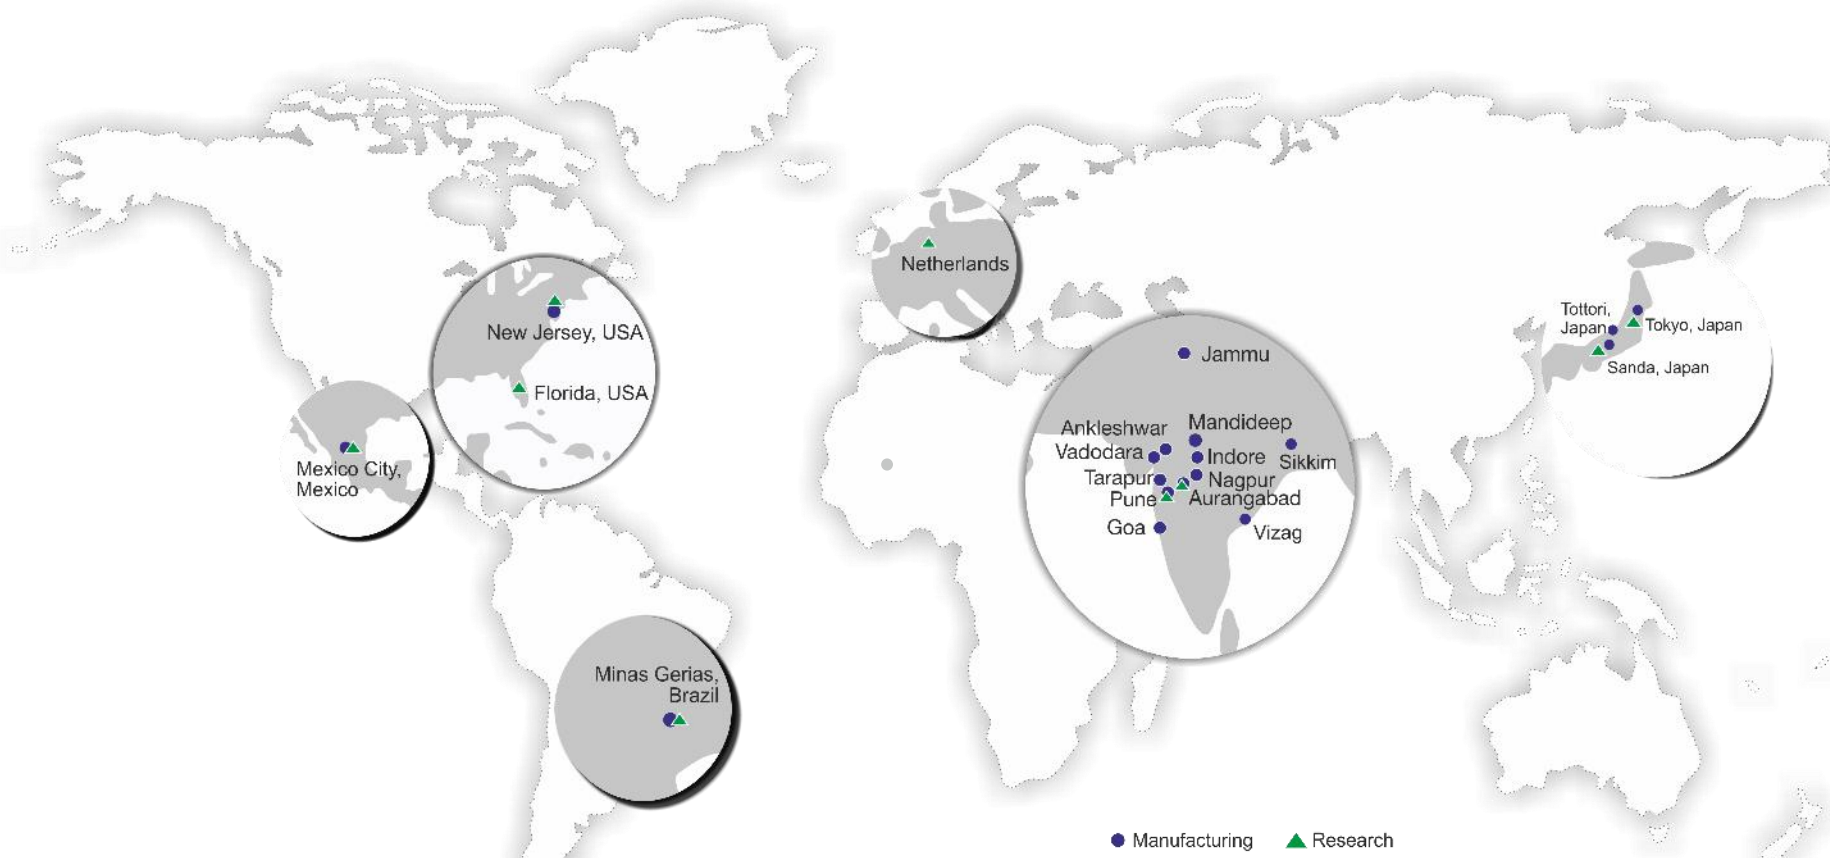 Netherlands
New Jersey, USA
Florida, USA
Mexico City,
Mexico
Minas Gerias,
Brazil
Jammu
Ankleshwar
Mandideep
Vadodara
Indore
Sikkim
Tarapur
Nagpur
Pune
Aurangabad
Goa
Vizag
Tottori,
Japan
Tokyo, Japan
Sanda, Japan
Manufacturing
Research